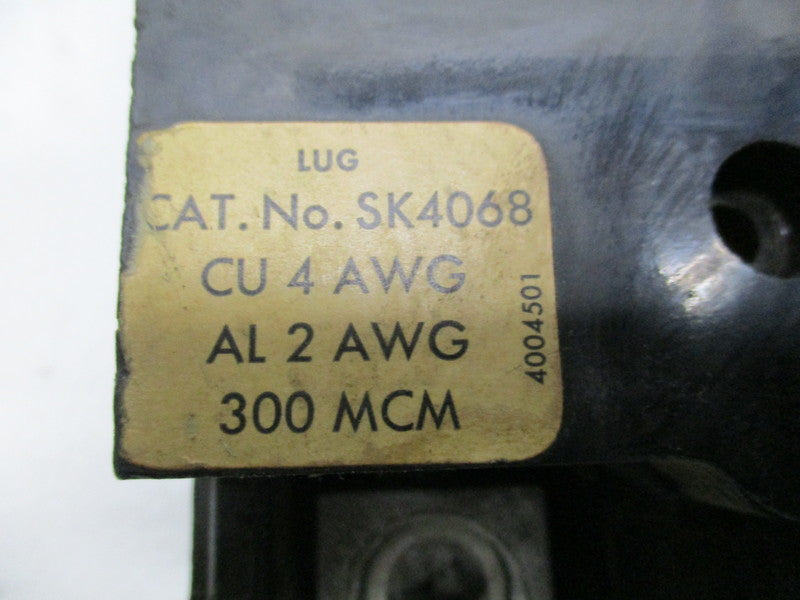 LUG
CAT. No. SK4068
CU 4 AWG
AL 2 AWG
300 MCM
4004501